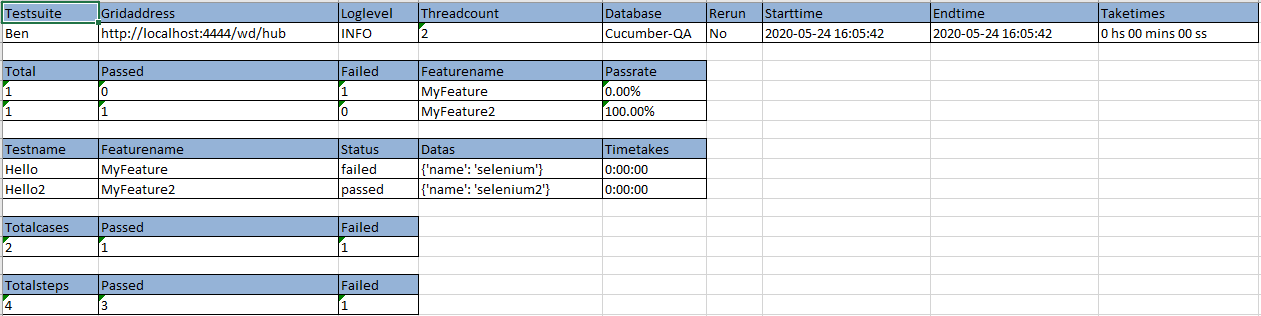 Testsuite Gridaddress Loglevel Threadcount Database Rerun Starttime Endtime Taketimes
Ben http://localhost:4444/wd/hub INFO 2 Cucumber-QA No 2020-05-24 16:05:42 2020-05-24 16:05:42 0 hs 00 mins 00 ss
Total Passed Failed Featurename Passrate
1 0 1 MyFeature 0.00%
1 1 0 MyFeature2 100.00%
Testname Featurename Status Datas Timetakes
Hello MyFeature failed {'name': 'selenium'} 0:00:00
Hello2 MyFeature2 passed {'name': 'selenium2'} 0:00:00
Totalcases Passed Failed
2 1 1
Totalsteps Passed Failed
4 3 1